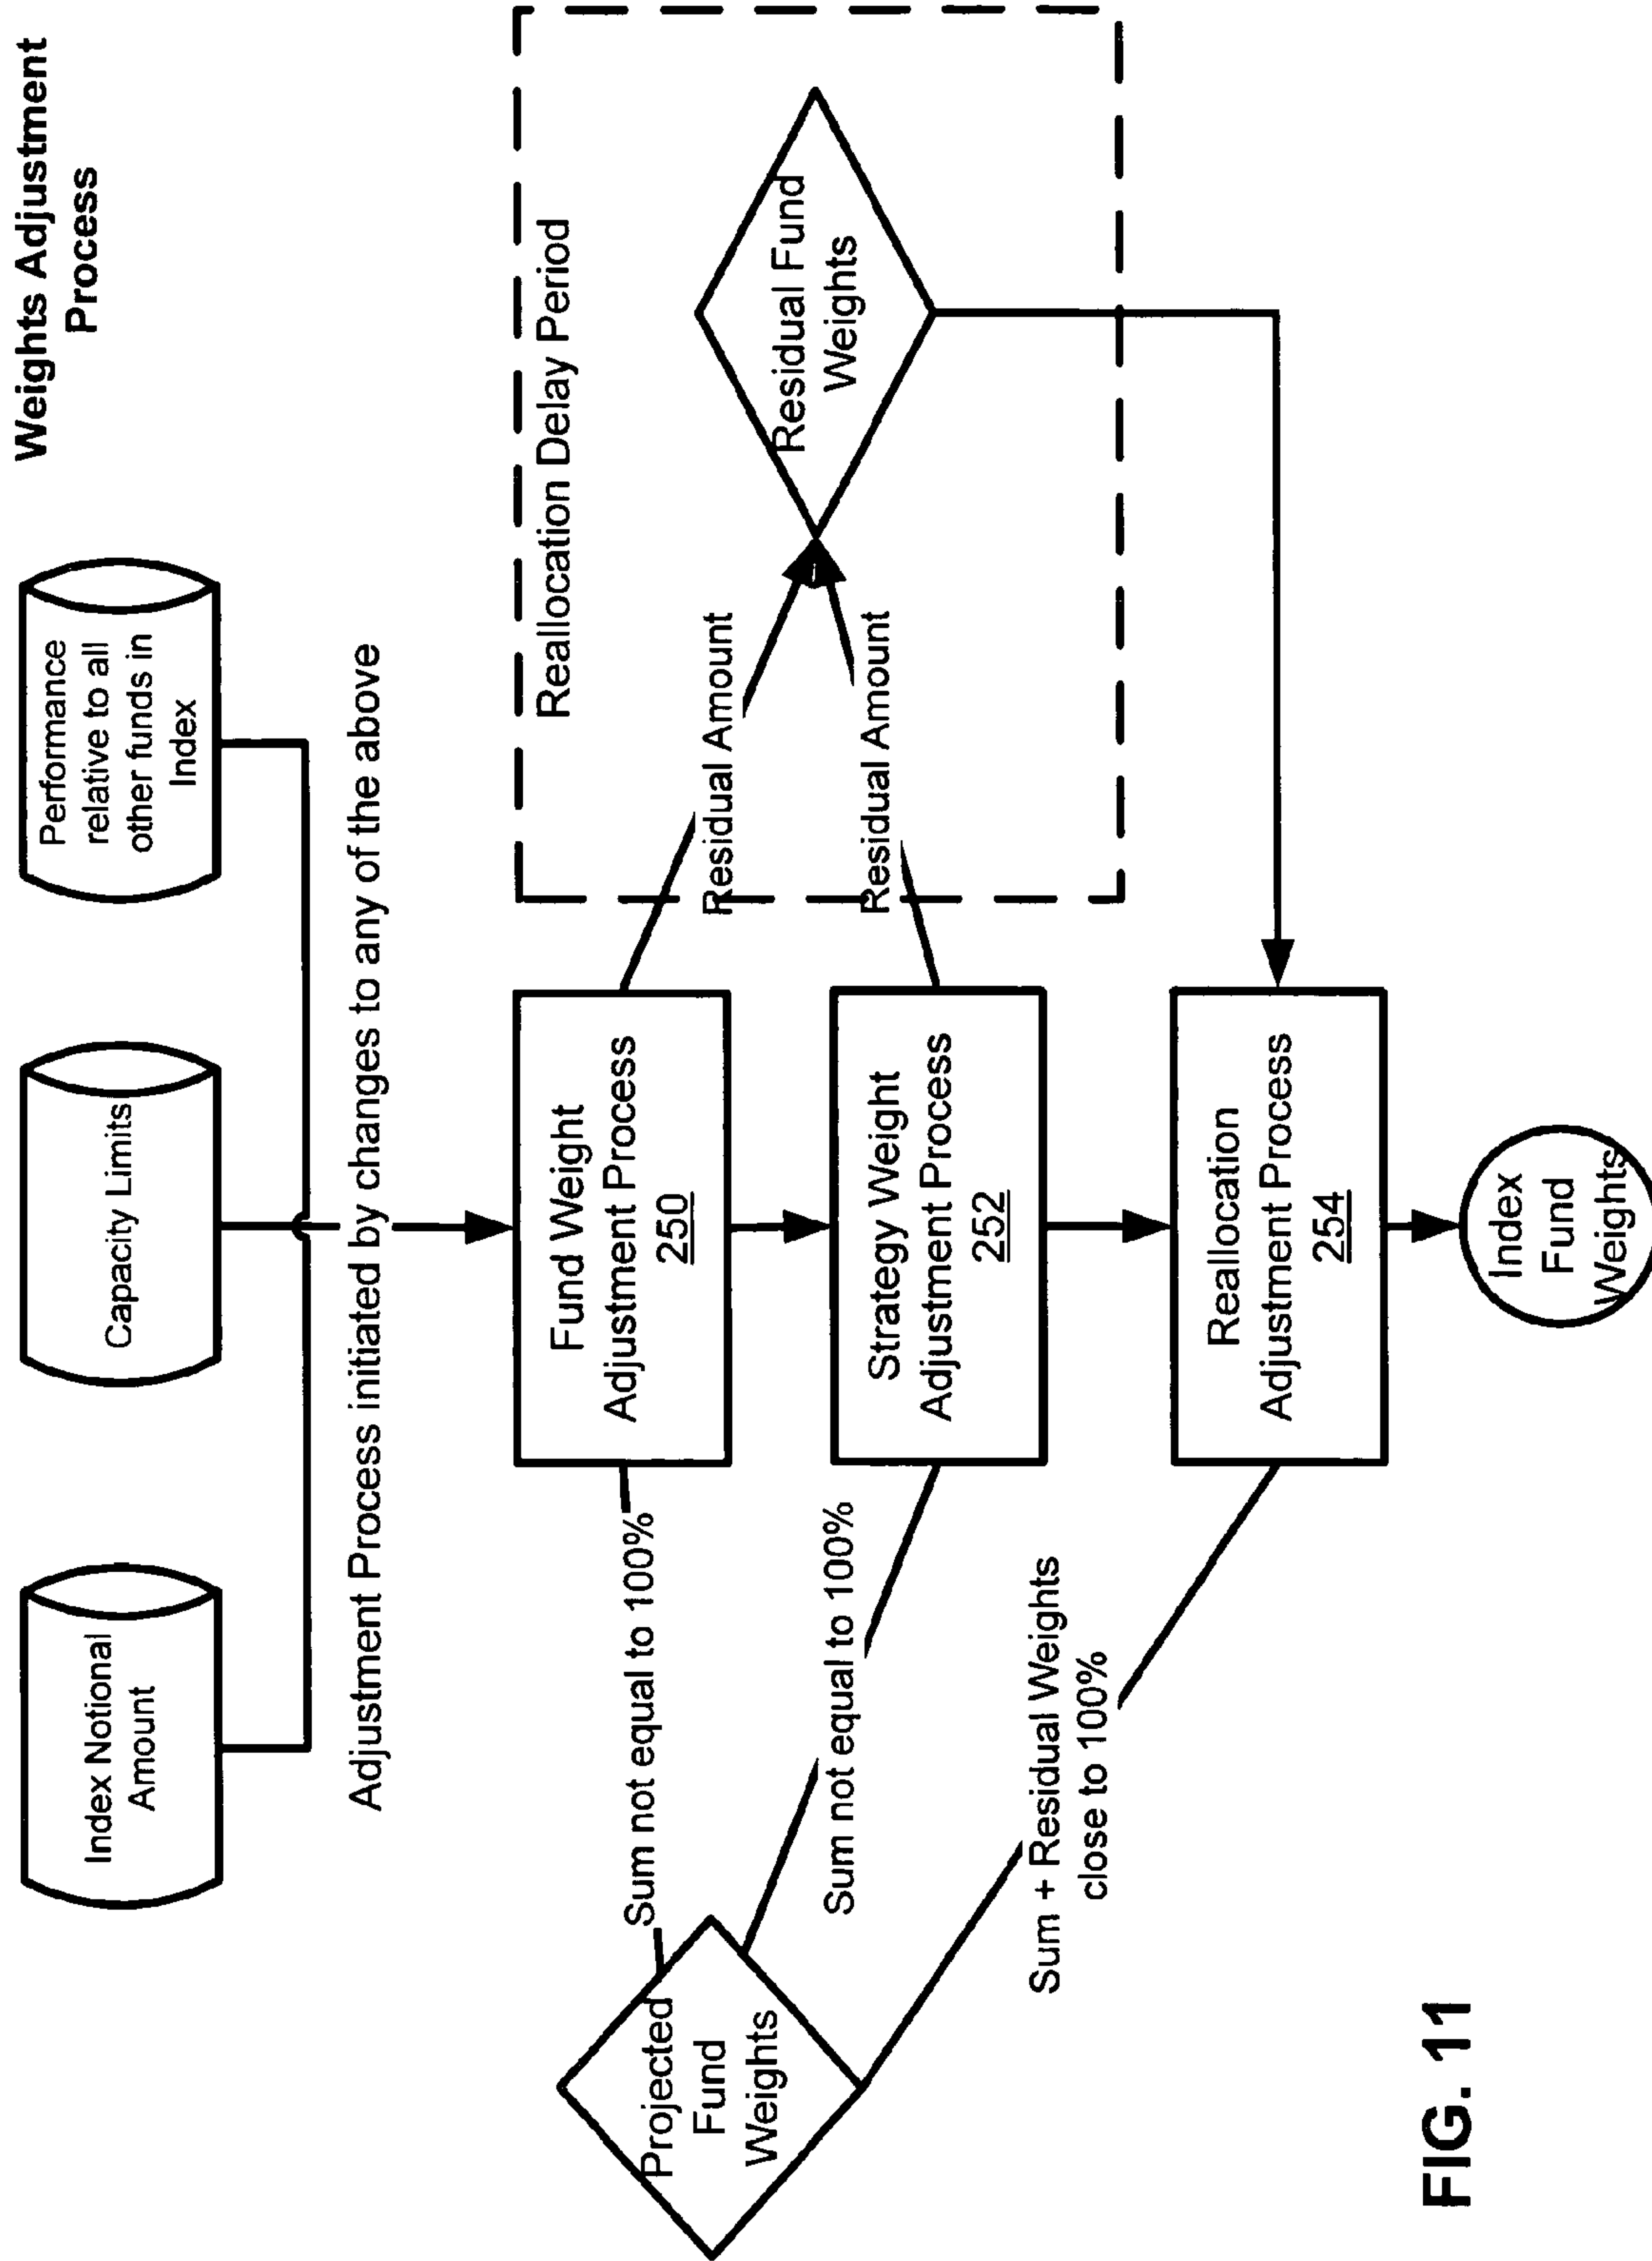 Weights Adjustment
Process
Index Notional
Amount
Capacity Limits
Performance
relative to all
other funds in
Index
Adjustment Process initiated by changes to any of the above
Reallocation Delay Period
Projected
Fund
Weights
Sum not equal to 100%
Fund Weight
Adjustment Process
250
Residual Amount
Residual Fund
Weights
Sum not equal to 100%
Strategy Weight
Adjustment Process
252
Residual Amount
Sum + Residual Weights
close to 100%
Reallocation
Adjustment Process
254
Index
Fund
Weights
FIG. 11